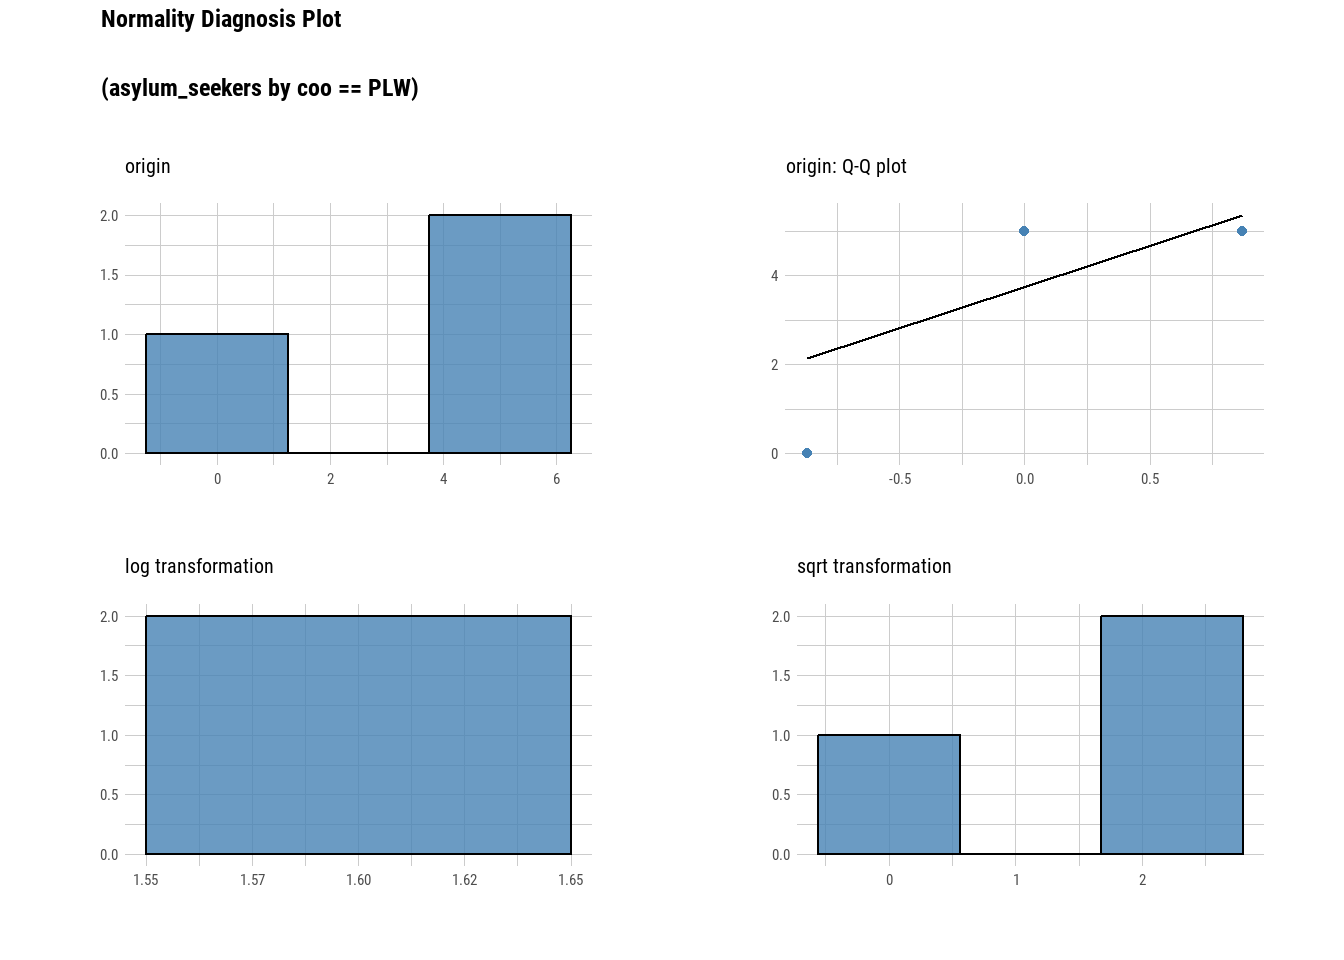 Normality Diagnosis Plot
(asylum_seekers by coo == PLW)
origin
2.0
1.5
1.0
0.5
0.0
0 2 4 6
origin: Q-Q plot
4
2
0
-0.5 0.0 0.5
log transformation
2.0
1.5
1.0
0.5
0.0
1.55 1.57 1.60 1.62 1.65
sqrt transformation
2.0
1.5
1.0
0.5
0.0
0 1 2